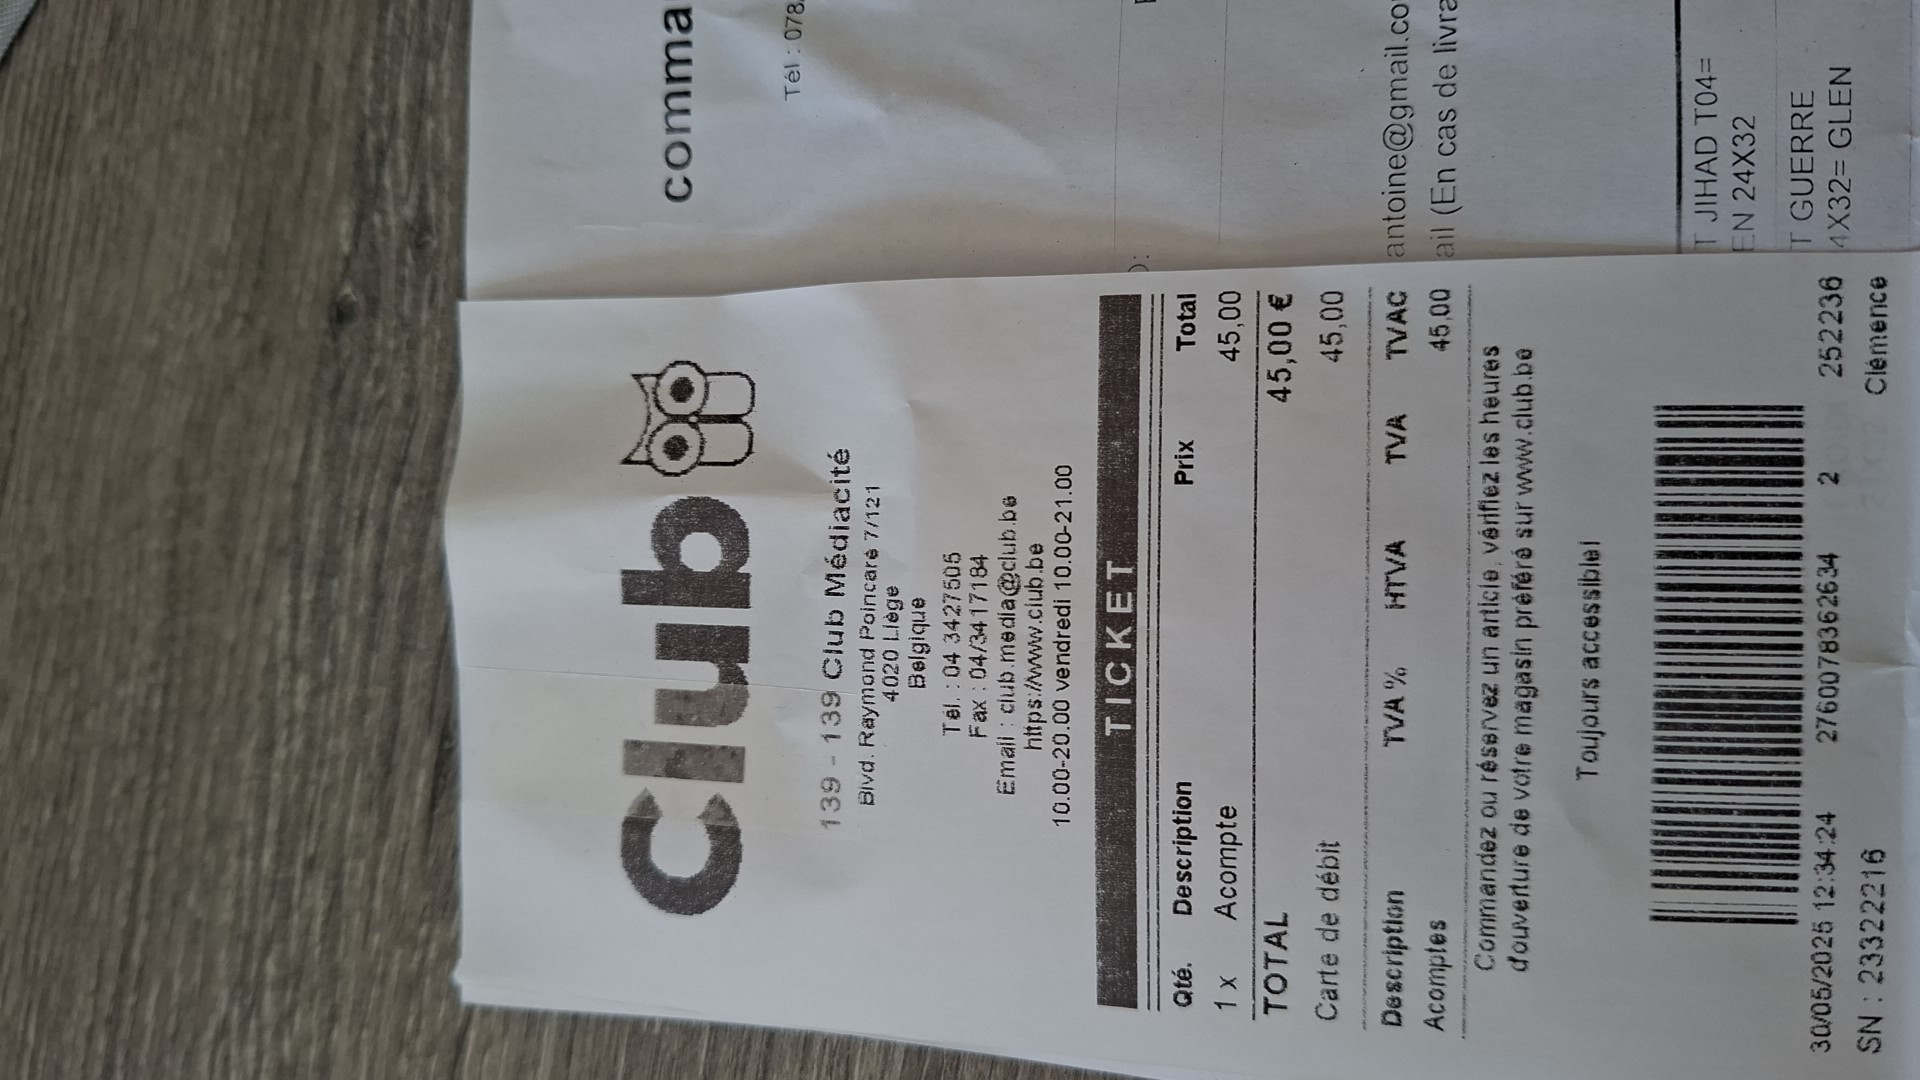 Club
139 - 139 Club Médiacité
Blvd. Raymond Poincaré 7/121
4020 Liège
Belgique
Tél. : 04 3427505
Fax : 04/3417184
Email : club.media@club.be
https://www.club.be
10.00-20.00 vendredi 10.00-21.00
TICKET
Qté. Description Prix Total
1 x Acompte 45,00
TOTAL 45,00 €
Carte de débit 45,00
Description TVA % HTVA TVA TVAC
Acomptes 45,00
Commandez ou réservez un article, vérifiez les heures
d'ouverture de votre magasin préféré sur www.club.be
Toujours accessible!
30/05/2025 12:34:24 2760078362634 2 252236
SN : 23322216 Clémence
comma
Tél : 078
antoine@gmail.co
ail (En cas de livra
T JIHAD T04=
EN 24X32
T GUERRE
4X32= GLEN